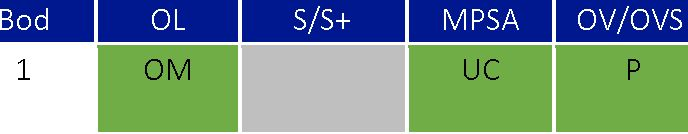 Bod OL S/S+ MPSA OV/OVS
1 OM UC P